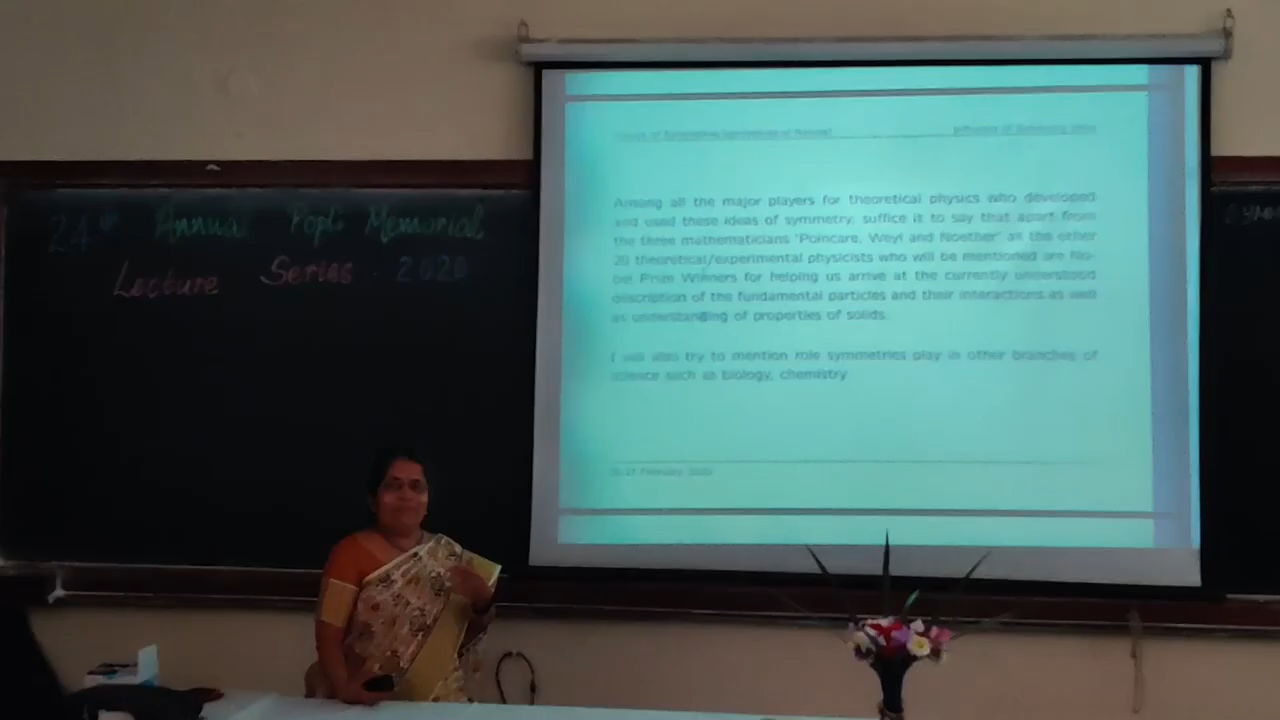 24th Annual Popli Memorial
Lecture Series - 2020
Among all the major players for theoretical physics who developed
and used these ideas of symmetry, suffice it to say that apart from
the three mathematicians 'Poincare, Weyl and Noether' all the other
20 theoretical/experimental physicists who will be mentioned are No-
bel Prize Winners for helping us arrive at the currently understood
description of the fundamental particles and their interactions as well
as understanding of properties of solids.
I will also try to mention role symmetries play in other branches of
science such as biology, chemistry
27 February, 2020